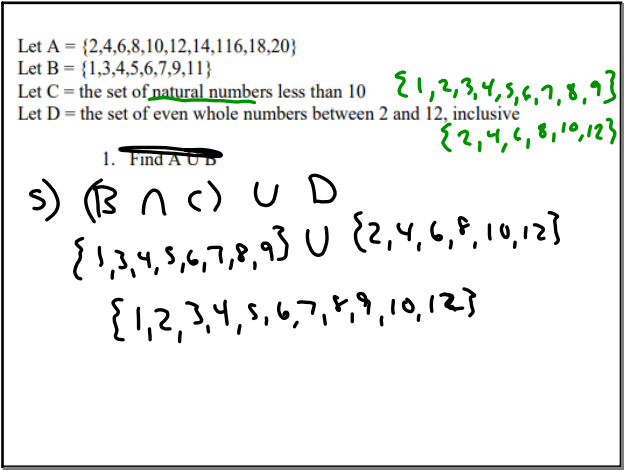 Let A = {2,4,6,8,10,12,14,116,18,20}
Let B = {1,3,4,5,6,7,9,11}
Let C = the set of natural numbers less than 10 {1,2,3,4,5,6,7,8,9}
Let D = the set of even whole numbers between 2 and 12, inclusive
{2,4,6,8,10,12}
1. Find A U B
5) (B ∩ C) ∪ D
{1,3,4,5,6,7,8,9} ∪ {2,4,6,8,10,12}
{1,2,3,4,5,6,7,8,9,10,12}